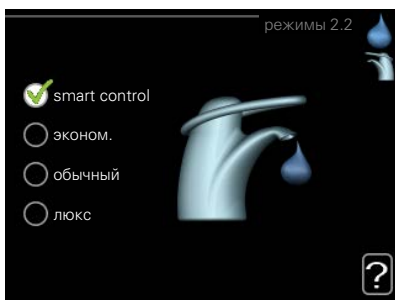 режимы 2.2
smart control
эконом.
обычный
люкс
?